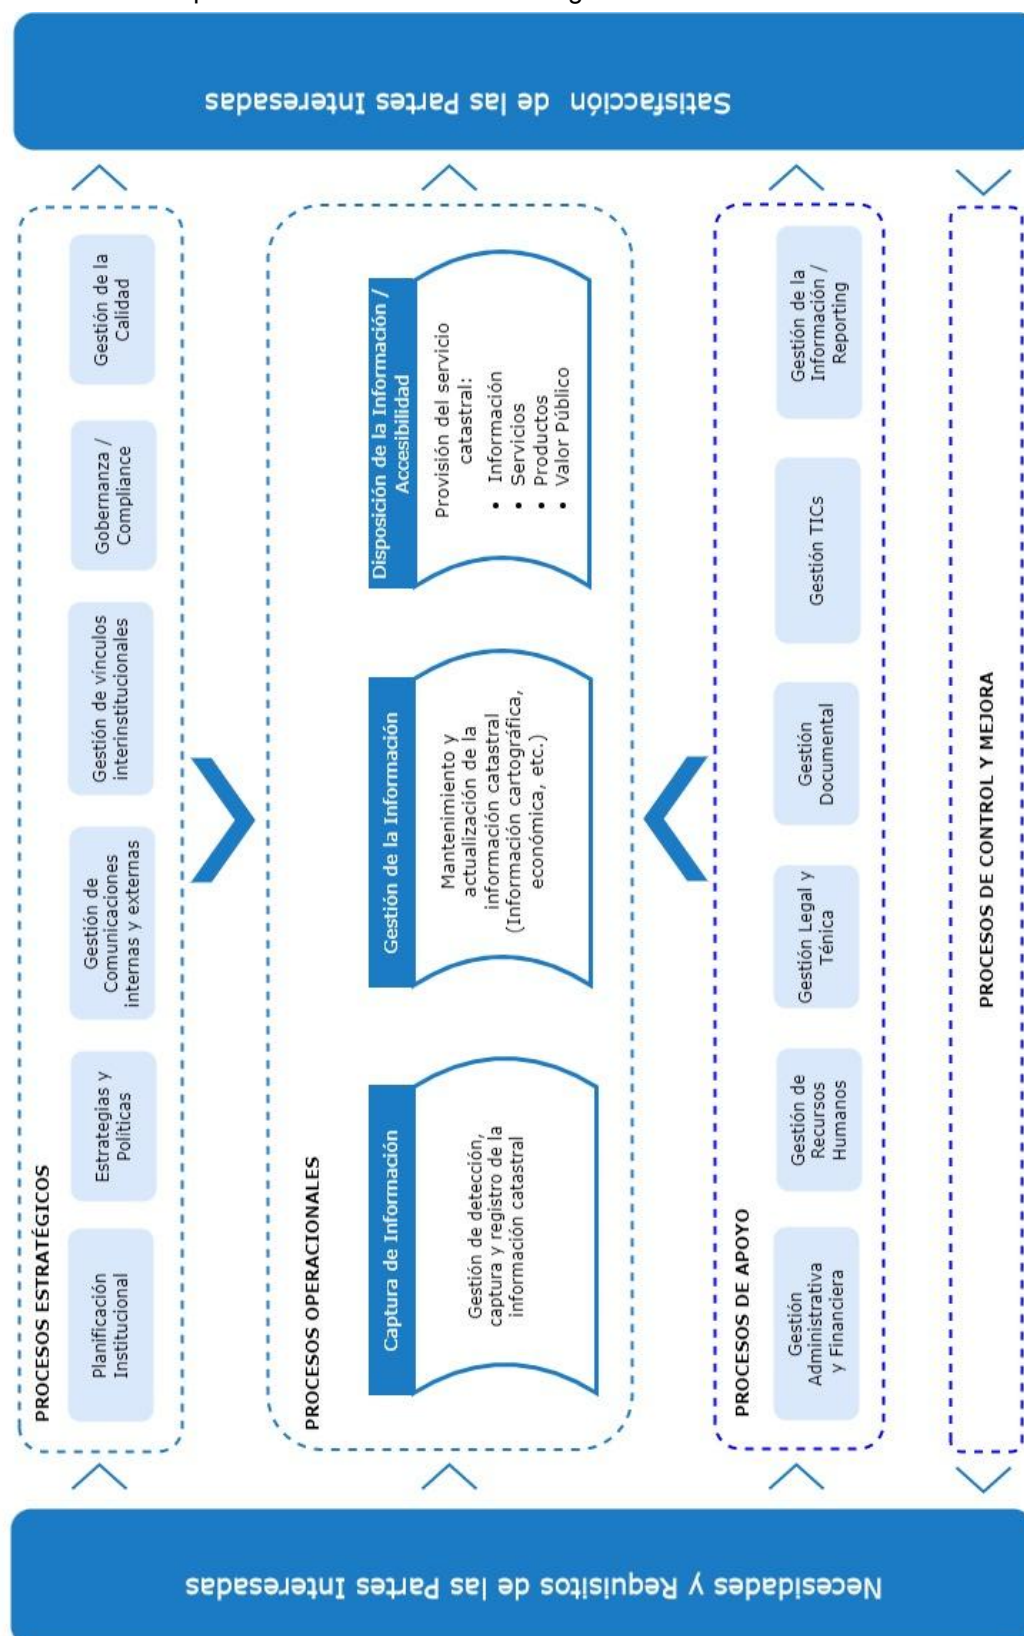 Necesidades y Requisitos de las Partes Interesadas
PROCESOS ESTRATÉGICOS
Planificación
Institucional
Estrategias y
Políticas
Gestión de
Comunicaciones
internas y externas
Gestión de vínculos
interinstitucionales
Gobernanza /
Compliance
Gestión de la
Calidad
PROCESOS OPERACIONALES
Captura de Información
Gestión de detección,
captura y registro de la
información catastral
Gestión de la Información
Mantenimiento y
actualización de la
información catastral
(Información cartográfica,
económica, etc.)
Disposición de la Información /
Accesibilidad
Provisión del servicio
catastral:
• Información
• Servicios
• Productos
• Valor Público
PROCESOS DE APOYO
Gestión
Administrativa
y Financiera
Gestión de
Recursos
Humanos
Gestión Legal y
Ténica
Gestión
Documental
Gestión TICs
Gestión de la
Información /
Reporting
PROCESOS DE CONTROL Y MEJORA
Satisfacción de las Partes Interesadas